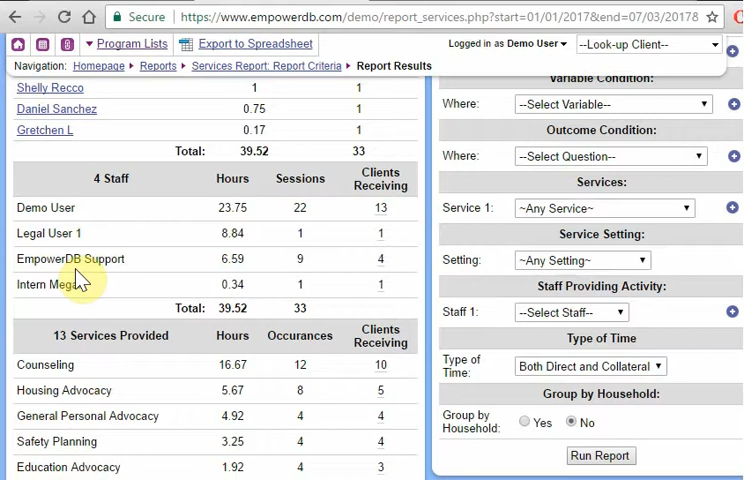 Secure https://www.empowerdb.com/demo/report_services.php?start=01/01/2017&end=07/03/20178
Program Lists Export to Spreadsheet Logged in as Demo User --Look-up Client--
Navigation: Homepage Reports Services Report: Report Criteria Report Results
Shelly Recco 1 1
Daniel Sanchez 0.75 1
Gretchen L 0.17 1
Total: 39.52 33
4 Staff Hours Sessions Clients Receiving
Demo User 23.75 22 13
Legal User 1 8.84 1 1
EmpowerDB Support 6.59 9 4
Intern Mega 0.34 1 1
Total: 39.52 33
13 Services Provided Hours Occurances Clients Receiving
Counseling 16.67 12 10
Housing Advocacy 5.67 8 5
General Personal Advocacy 4.92 4 4
Safety Planning 3.25 4 4
Education Advocacy 1.92 4 3
Variable Condition:
Where: --Select Variable--
Outcome Condition:
Where: --Select Question--
Services:
Service 1: ~Any Service~
Service Setting:
Setting: ~Any Setting~
Staff Providing Activity:
Staff 1: --Select Staff--
Type of Time
Type of Time: Both Direct and Collateral
Group by Household:
Group by Household: Yes No
Run Report